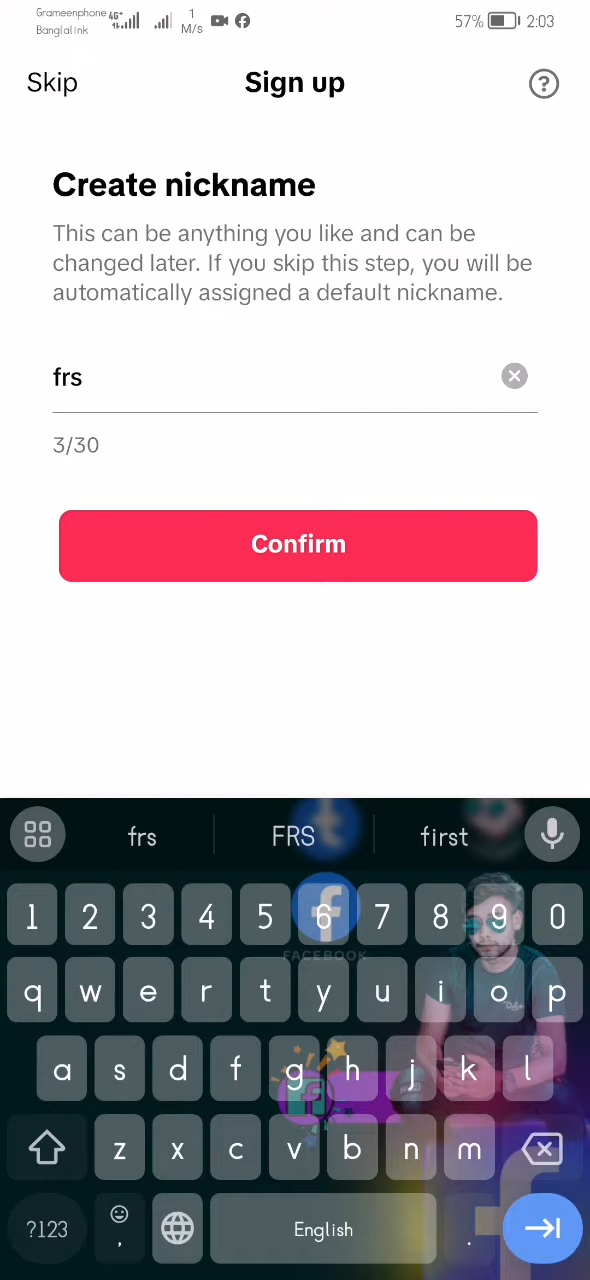 Grameenphone 4G+ 1 57% 2:03
Banglalink M/s
Skip Sign up ?
Create nickname
This can be anything you like and can be
changed later. If you skip this step, you will be
automatically assigned a default nickname.
frs
3/30
Confirm
frs FRS first
1 2 3 4 5 6 7 8 9 0
FACEBOOK
q w e r t y u i o p
a s d f g h j k l
z x c v b n m
?123 , English .